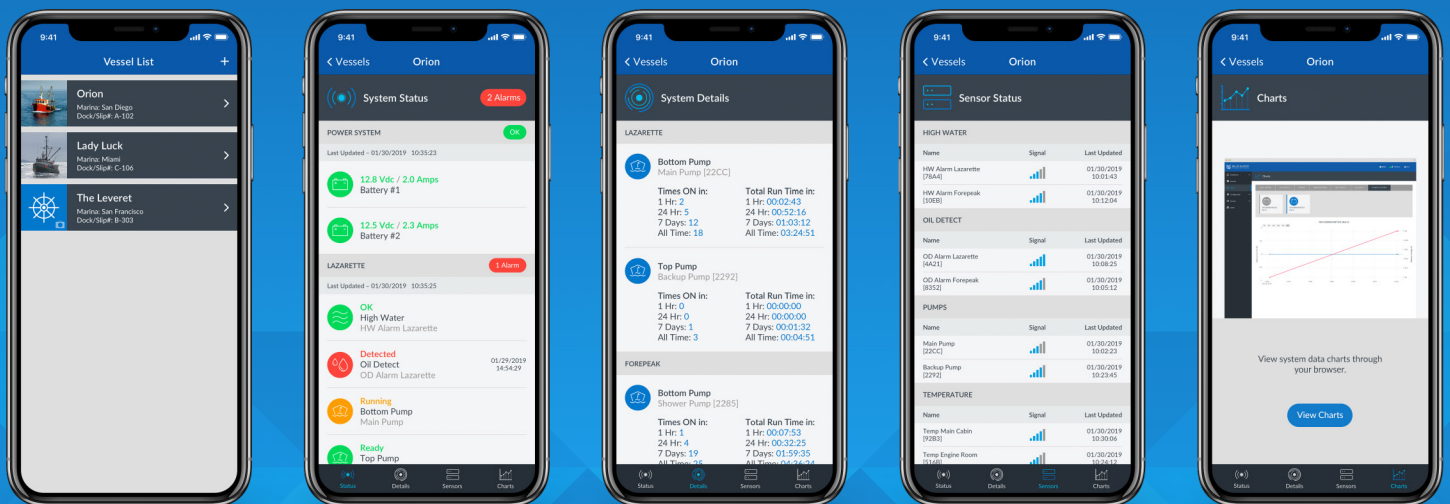 9:41
Vessel List
+
Orion
Marina: San Diego
Dock/Slip#: A-102
Lady Luck
Marina: Miami
Dock/Slip#: C-106
The Leveret
Marina: San Francisco
Dock/Slip#: B-303
9:41
Vessels Orion
System Status 2 Alarms
POWER SYSTEM OK
Last Updated – 01/30/2019 10:35:23
12.8 Vdc / 2.0 Amps
Battery #1
12.5 Vdc / 2.3 Amps
Battery #2
LAZARETTE 1 Alarm
Last Updated – 01/30/2019 10:35:25
OK
High Water
HW Alarm Lazarette
Detected
Oil Detect
OD Alarm Lazarette
01/29/2019
14:54:29
Running
Bottom Pump
Main Pump
Ready
Top Pump
Status Details Sensors Charts
9:41
Vessels Orion
System Details
LAZARETTE
Bottom Pump
Main Pump [22CC]
Times ON in: Total Run Time in:
1 Hr: 2 1 Hr: 00:02:43
24 Hr: 5 24 Hr: 00:52:16
7 Days: 12 7 Days: 01:03:12
All Time: 18 All Time: 03:24:51
Top Pump
Backup Pump [2292]
Times ON in: Total Run Time in:
1 Hr: 0 1 Hr: 00:00:00
24 Hr: 0 24 Hr: 00:00:00
7 Days: 1 7 Days: 00:01:32
All Time: 3 All Time: 00:04:51
FOREPEAK
Bottom Pump
Shower Pump [2285]
Times ON in: Total Run Time in:
1 Hr: 1 1 Hr: 00:07:53
24 Hr: 4 24 Hr: 00:32:25
7 Days: 19 7 Days: 01:59:35
All Time: 25 All Time: 04:36:24
Status Details Sensors Charts
9:41
Vessels Orion
Sensor Status
HIGH WATER
Name Signal Last Updated
HW Alarm Lazarette 01/30/2019
[78A4] 10:01:43
HW Alarm Forepeak 01/30/2019
[10EB] 10:12:04
OIL DETECT
Name Signal Last Updated
OD Alarm Lazarette 01/30/2019
[4A21] 10:08:25
OD Alarm Forepeak 01/30/2019
[8352] 10:05:12
PUMPS
Name Signal Last Updated
Main Pump 01/30/2019
[22CC] 10:02:23
Backup Pump 01/30/2019
[2292] 10:23:45
TEMPERATURE
Name Signal Last Updated
Temp Main Cabin 01/30/2019
[92B3] 10:30:06
Temp Engine Room 01/30/2019
[516B] 10:24:12
Status Details Sensors Charts
9:41
Vessels Orion
Charts
View system data charts through
your browser.
View Charts
Status Details Sensors Charts